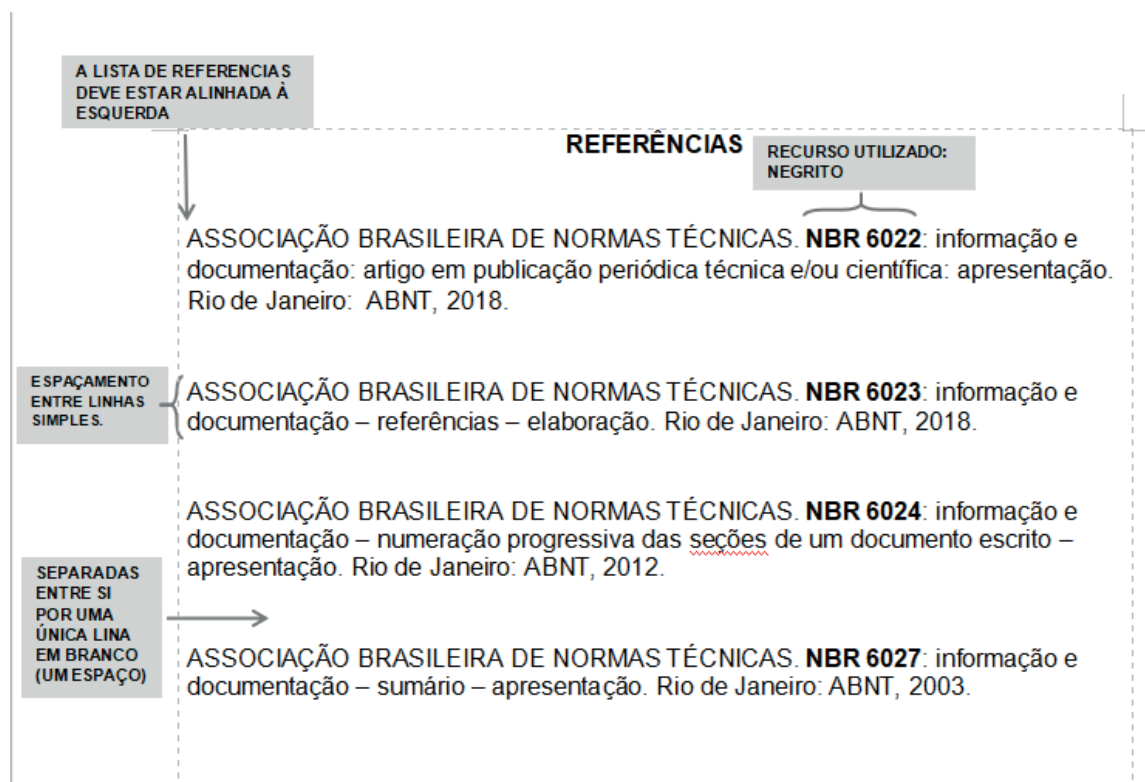 A LISTA DE REFERENCIAS
DEVE ESTAR ALINHADA À
ESQUERDA
REFERÊNCIAS
RECURSO UTILIZADO:
NEGRITO
ASSOCIAÇÃO BRASILEIRA DE NORMAS TÉCNICAS. NBR 6022: informação e
documentação: artigo em publicação periódica técnica e/ou científica: apresentação.
Rio de Janeiro: ABNT, 2018.
ESPAÇAMENTO
ENTRE LINHAS
SIMPLES.
ASSOCIAÇÃO BRASILEIRA DE NORMAS TÉCNICAS. NBR 6023: informação e
documentação – referências – elaboração. Rio de Janeiro: ABNT, 2018.
ASSOCIAÇÃO BRASILEIRA DE NORMAS TÉCNICAS. NBR 6024: informação e
documentação – numeração progressiva das seções de um documento escrito –
apresentação. Rio de Janeiro: ABNT, 2012.
SEPARADAS
ENTRE SI
POR UMA
ÚNICA LINA
EM BRANCO
(UM ESPAÇO)
ASSOCIAÇÃO BRASILEIRA DE NORMAS TÉCNICAS. NBR 6027: informação e
documentação – sumário – apresentação. Rio de Janeiro: ABNT, 2003.